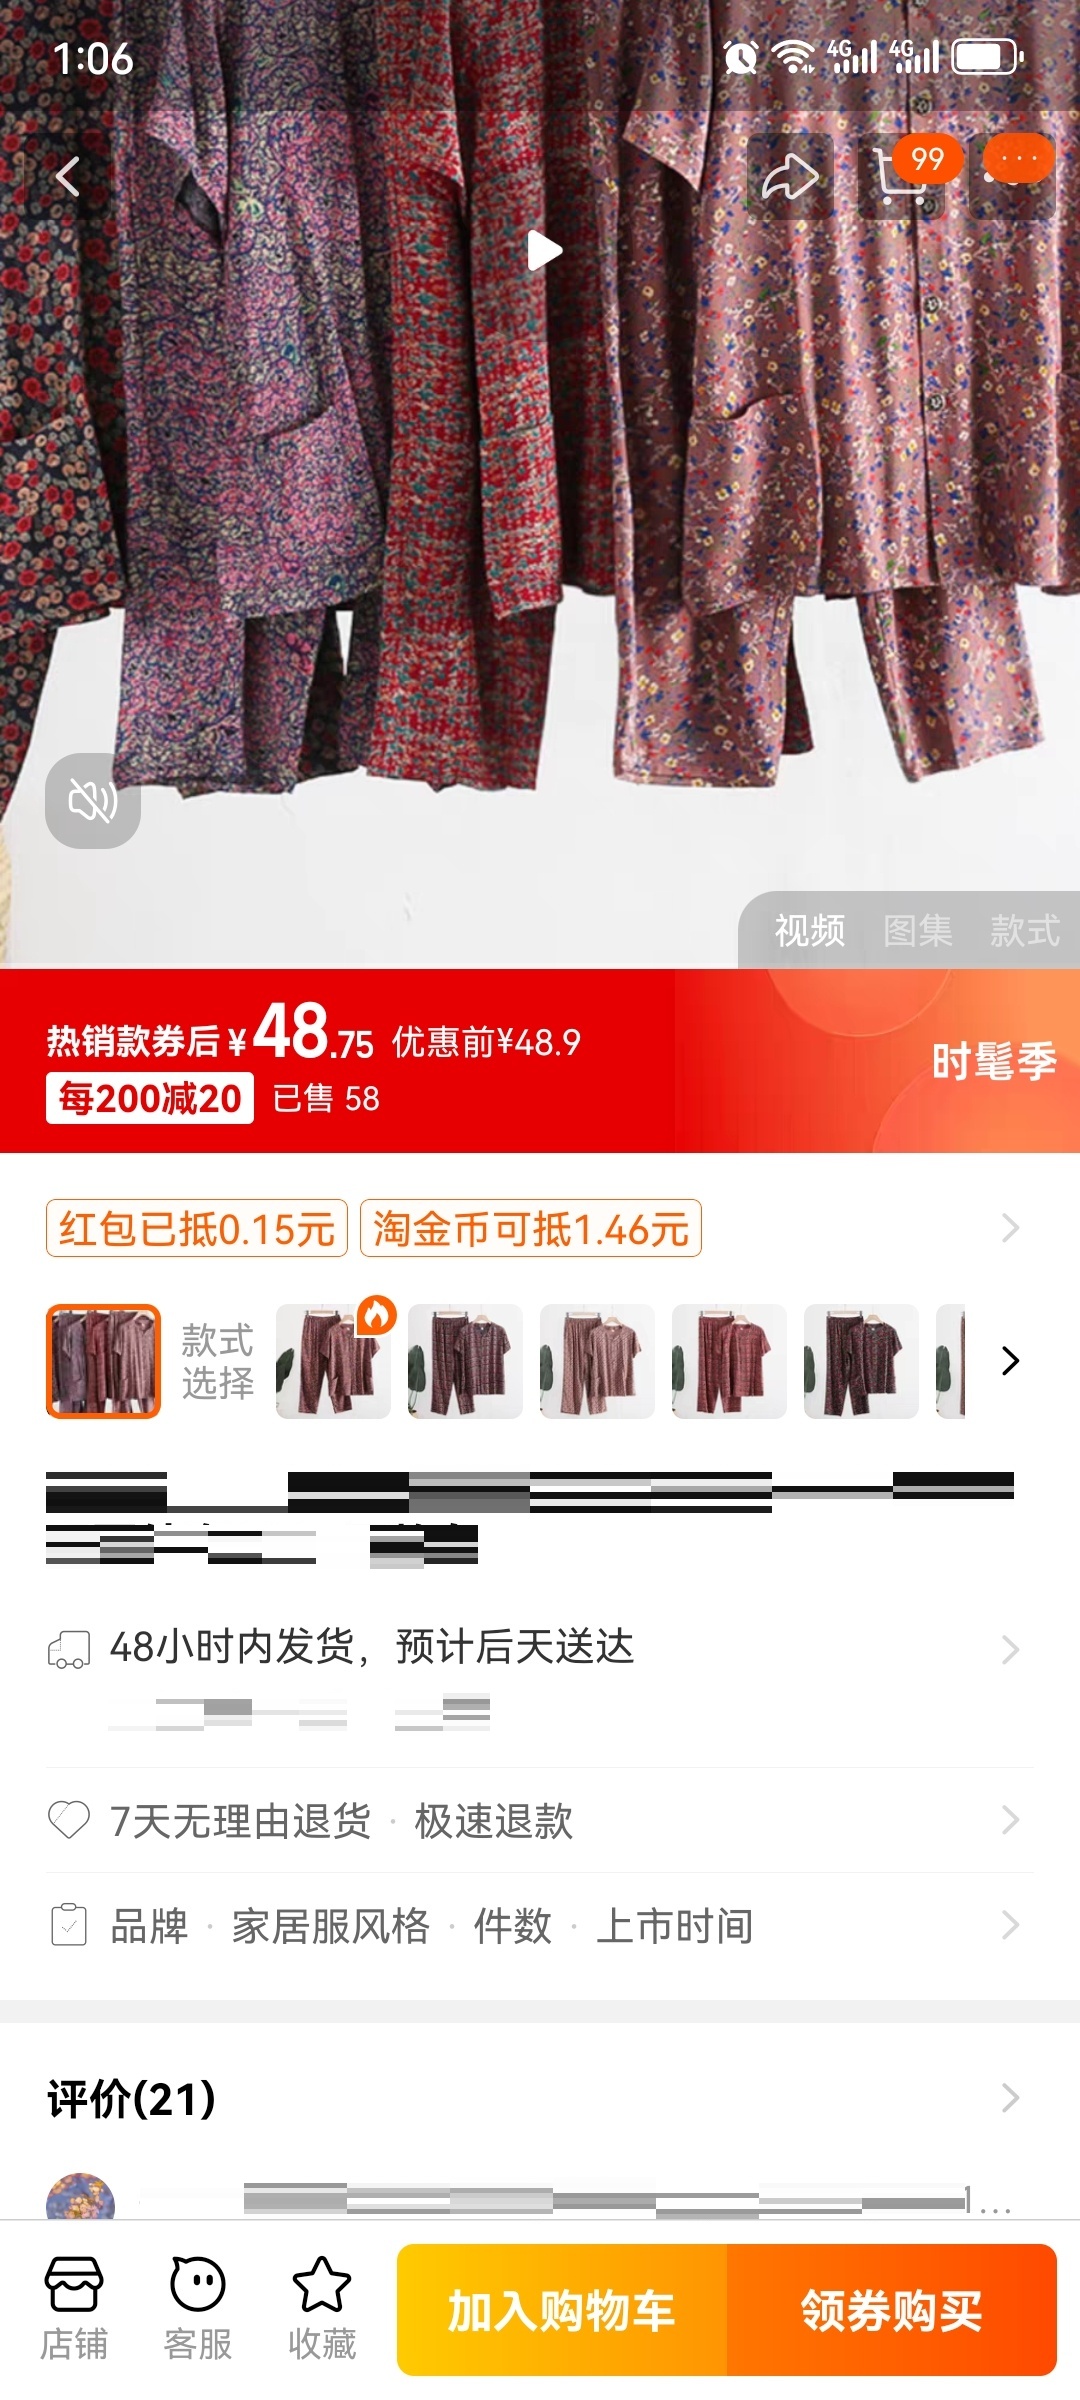 1:06
4G 4G
99
视频 图集 款式
热销款券后¥48.75 优惠前¥48.9
时髦季
每200减20 已售 58
红包已抵0.15元 淘金币可抵1.46元
款式
选择
48小时内发货，预计后天送达
7天无理由退货 · 极速退款
品牌 · 家居服风格 · 件数 · 上市时间
评价(21)
店铺 客服 收藏 加入购物车 领券购买